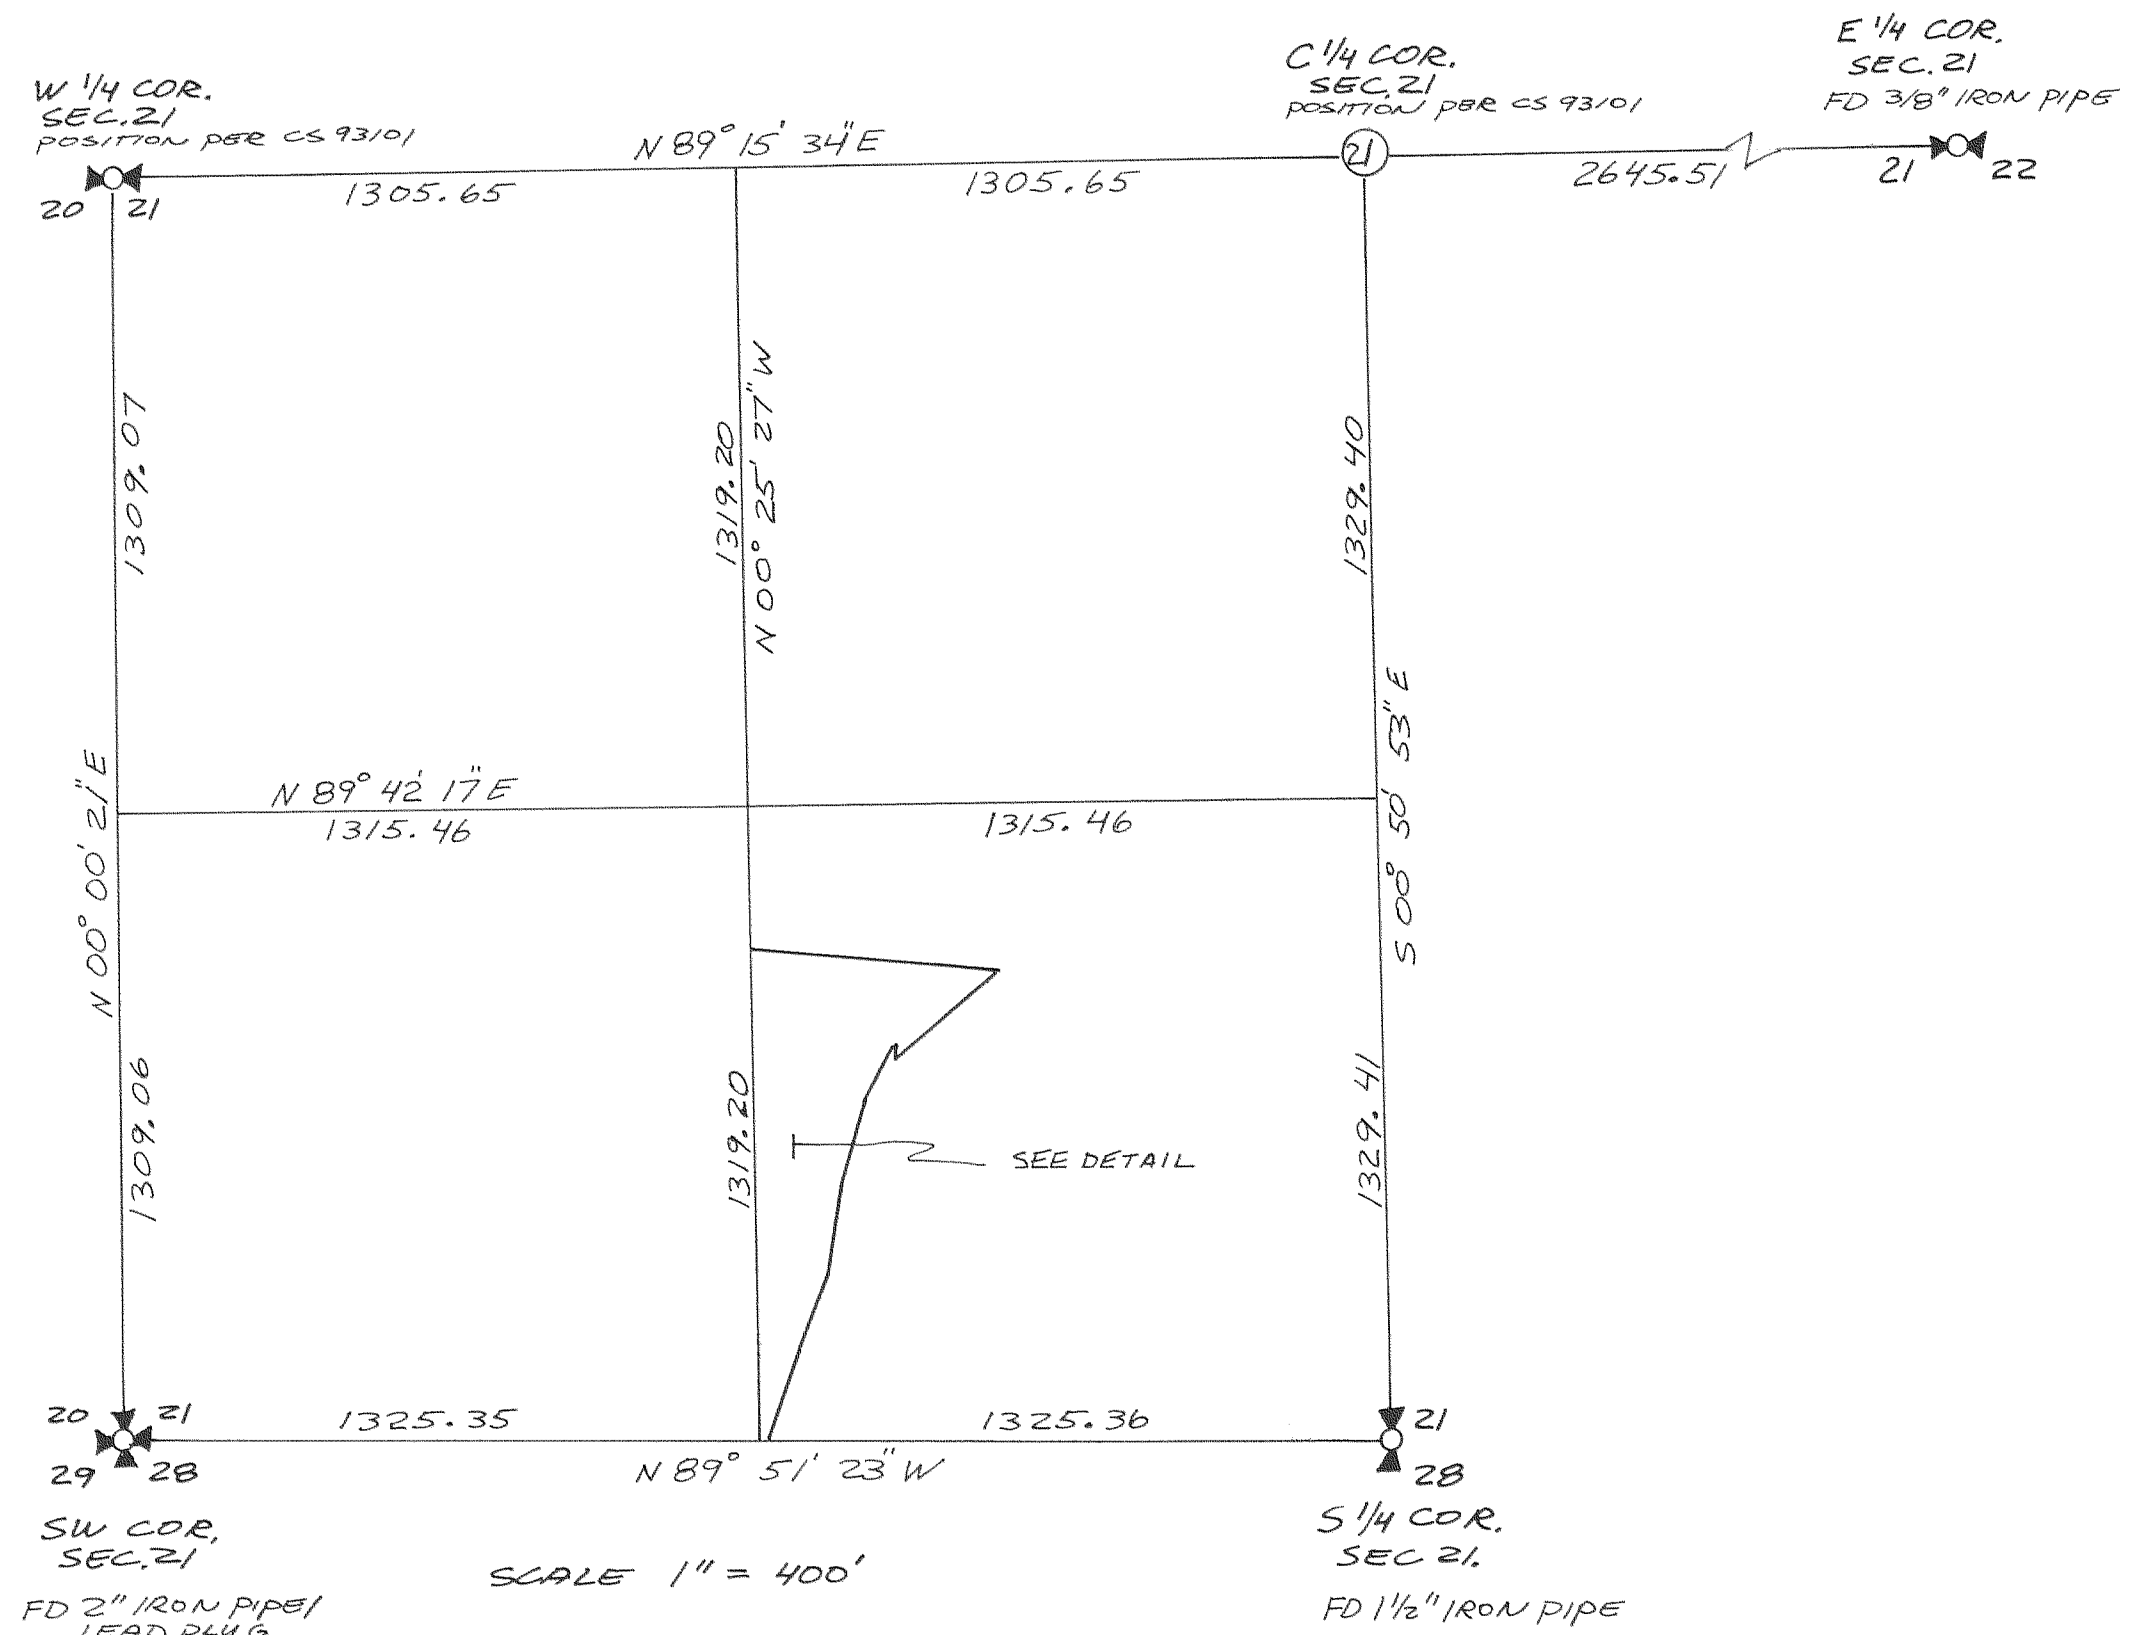 W 1/4 COR.
SEC. 21
POSITION PER CS 93101
C 1/4 COR.
SEC. 21
POSITION PER CS 93101
E 1/4 COR.
SEC. 21
FD 3/8" IRON PIPE
N 89° 15' 34" E
21
20 21
1305.65
1305.65
2645.51
21 22
1309.07
1319.20
N 00° 25' 27" W
1329.40
N 00° 00' 21" E
N 89° 42' 17" E
1315.46
1315.46
S 00° 50' 53" E
1309.06
1319.20
SEE DETAIL
1329.41
20 21
1325.35
1325.36
21
29 28
N 89° 51' 23" W
28
SW COR.
SEC. 21
FD 2" IRON PIPE/
LEAD PLUG
SCALE 1" = 400'
S 1/4 COR.
SEC 21.
FD 1 1/2" IRON PIPE